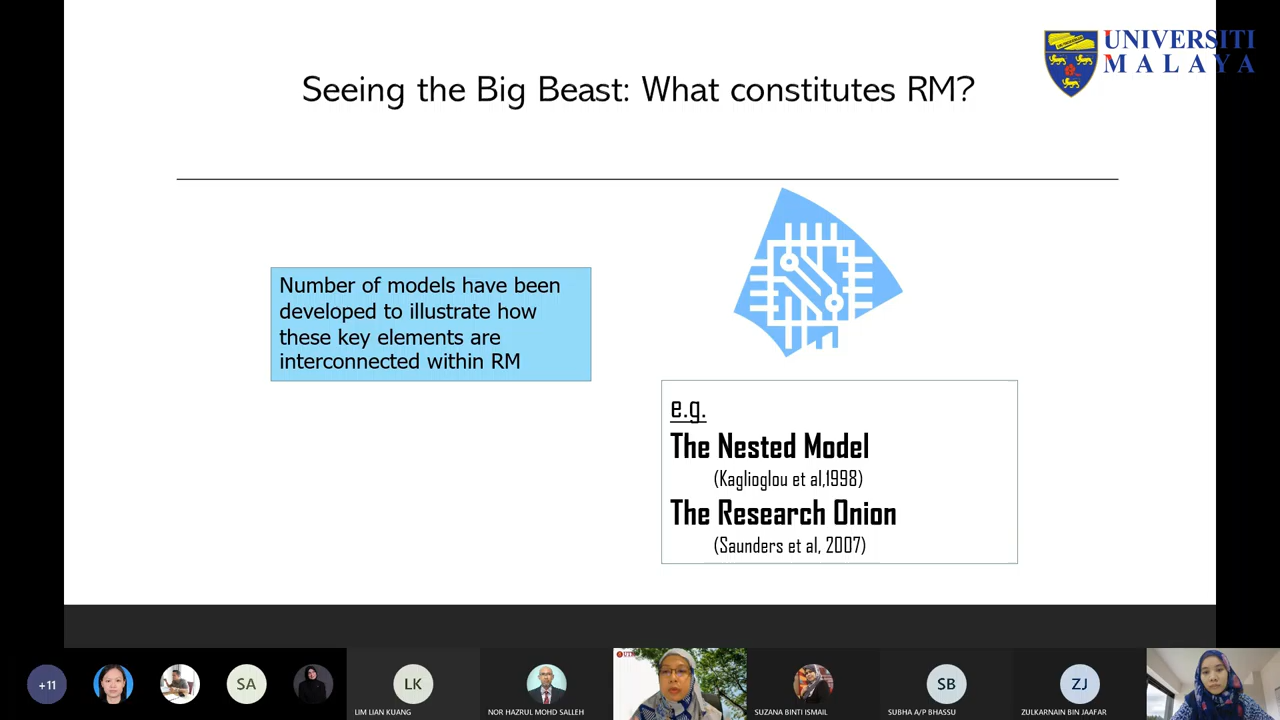 UNIVERSITI
MALAYA
Seeing the Big Beast: What constitutes RM?
Number of models have been
developed to illustrate how
these key elements are
interconnected within RM
e.g.
The Nested Model
(Kaglioglou et al,1998)
The Research Onion
(Saunders et al, 2007)
+11
SA
LK
LIM LIAN KUANG
NOR HAZRUL MOHD SALLEH
SUZANA BINTI ISMAIL
SB
SUBHA A/P BHASSU
ZJ
ZULKARNAIN BIN JAAFAR